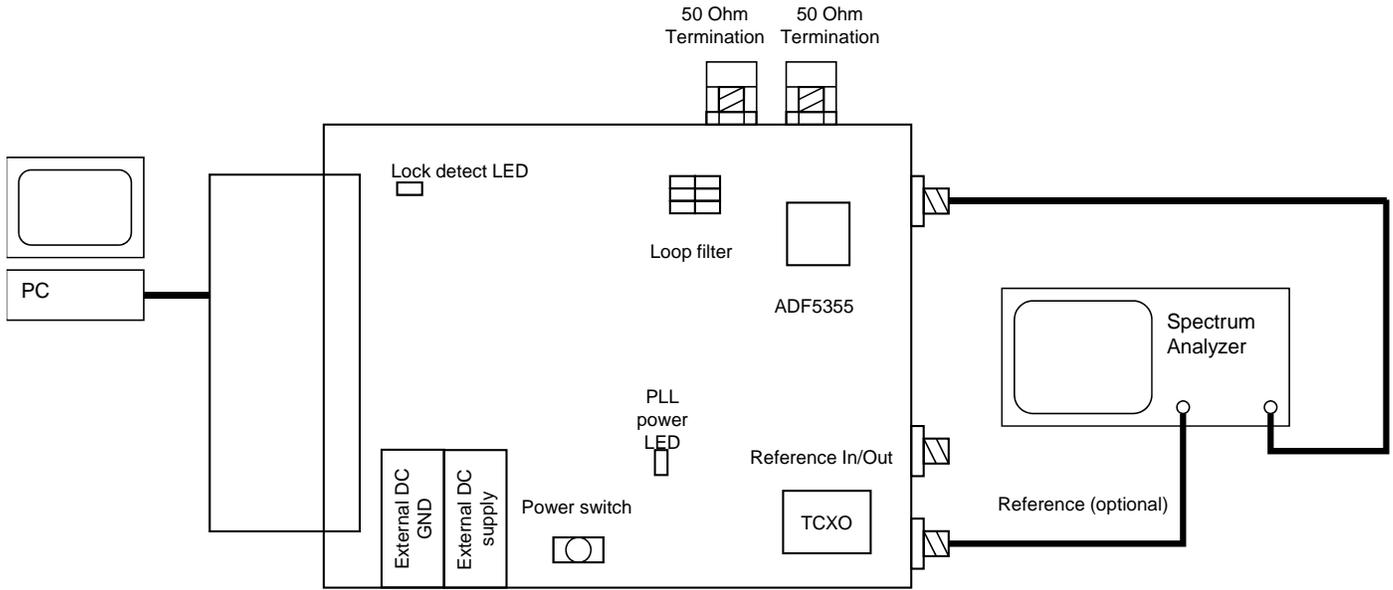 50 Ohm
Termination
50 Ohm
Termination
Lock detect LED
Loop filter
ADF5355
PC
Spectrum
Analyzer
PLL
power
LED
Reference In/Out
External DC
GND
External DC
supply
Power switch
TCXO
Reference (optional)